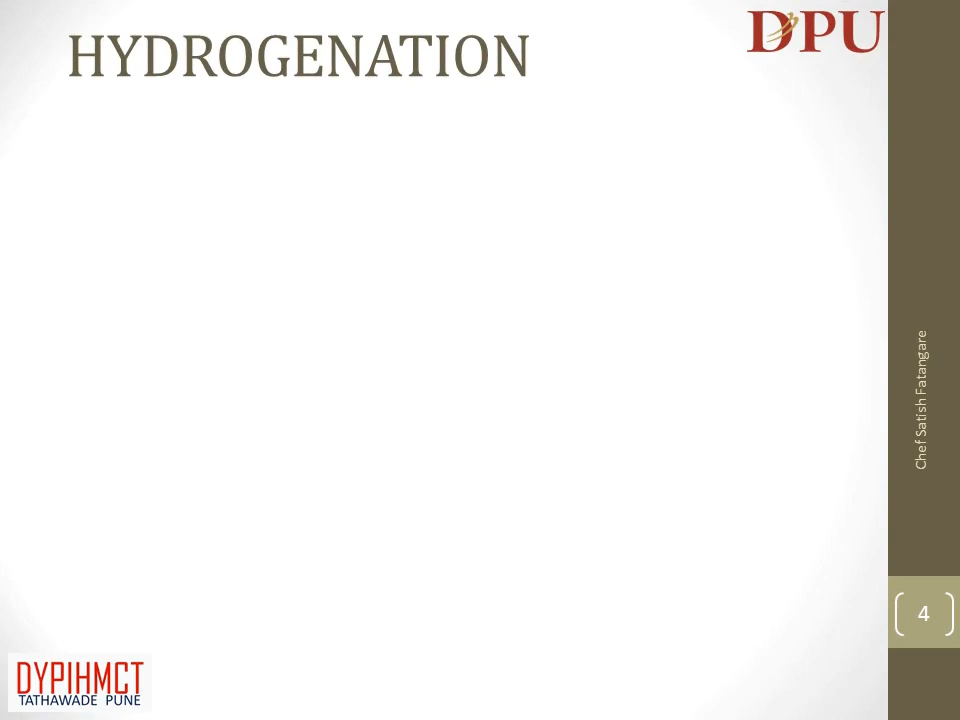 HYDROGENATION
DPU
Chef Satish Fatangare
4
DYPIHMCT
TATHAWADE PUNE